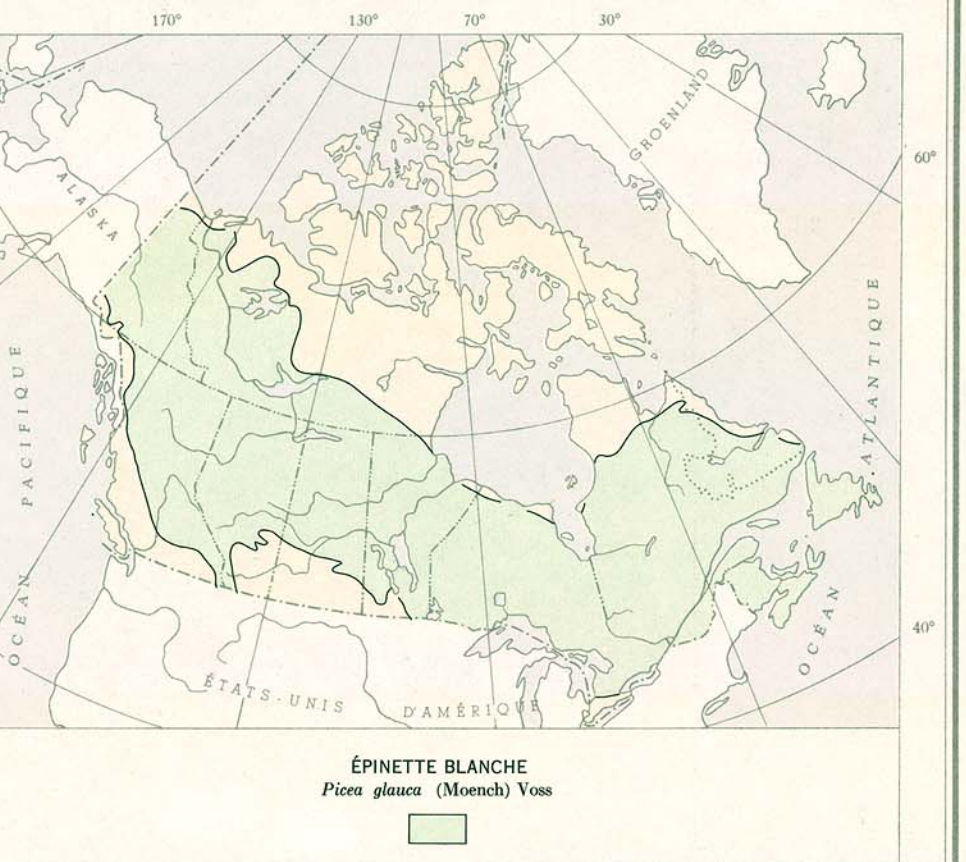 170° 130° 70° 30°
GROENLAND
60°
ALASKA
OCÉAN PACIFIQUE
OCÉAN ATLANTIQUE
40°
ÉTATS-UNIS D'AMÉRIQUE
ÉPINETTE BLANCHE
Picea glauca (Moench) Voss